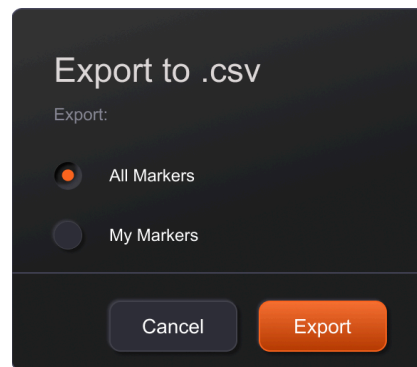 Export to .csv
Export:
All Markers
My Markers
Cancel Export